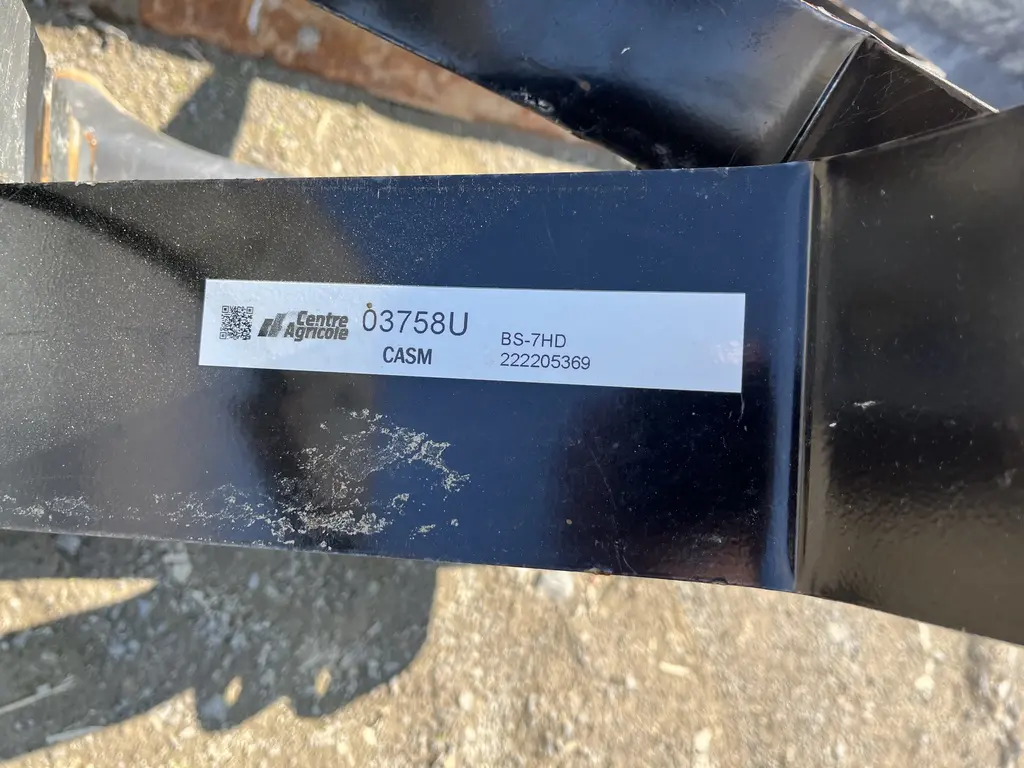 Centre
Agricole
03758U
CASM
BS-7HD
222205369